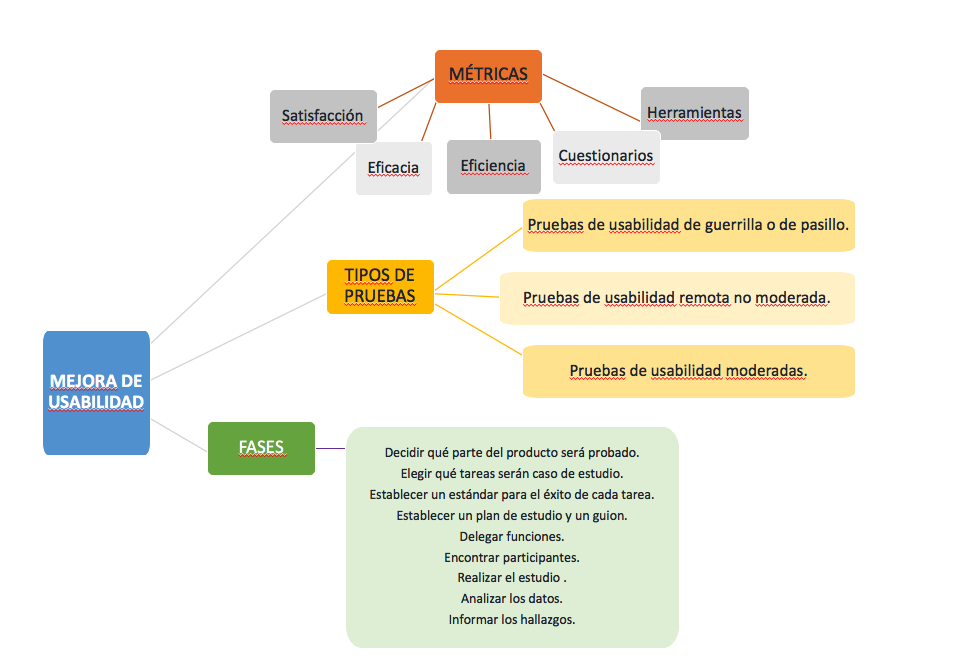 MÉTRICAS
Satisfacción
Herramientas
Eficacia
Eficiencia
Cuestionarios
Pruebas de usabilidad de guerrilla o de pasillo.
TIPOS DE
PRUEBAS
Pruebas de usabilidad remota no moderada.
Pruebas de usabilidad moderadas.
MEJORA DE
USABILIDAD
FASES
Decidir qué parte del producto será probado.
Elegir qué tareas serán caso de estudio.
Establecer un estándar para el éxito de cada tarea.
Establecer un plan de estudio y un guion.
Delegar funciones.
Encontrar participantes.
Realizar el estudio .
Analizar los datos.
Informar los hallazgos.